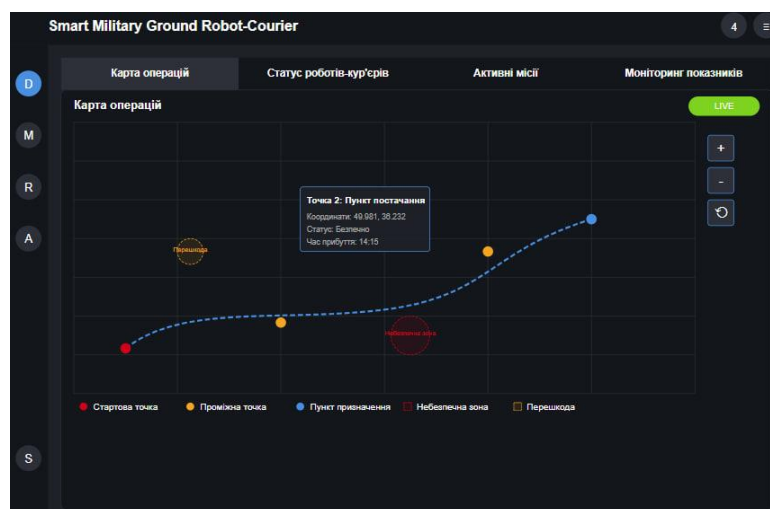 Smart Military Ground Robot-Courier
4
Карта операцій
Статус роботів-кур'єрів
Активні місії
Моніторинг показників
D
Карта операцій
LIVE
M
+
-
R
Точка 2: Пункт постачання
Координати: 49.981, 36.232
Статус: Безпечно
Час прибуття: 14:15
A
Перешкода
Небезпечна зона
Стартова точка
Проміжна точка
Пункт призначення
Небезпечна зона
Перешкода
S